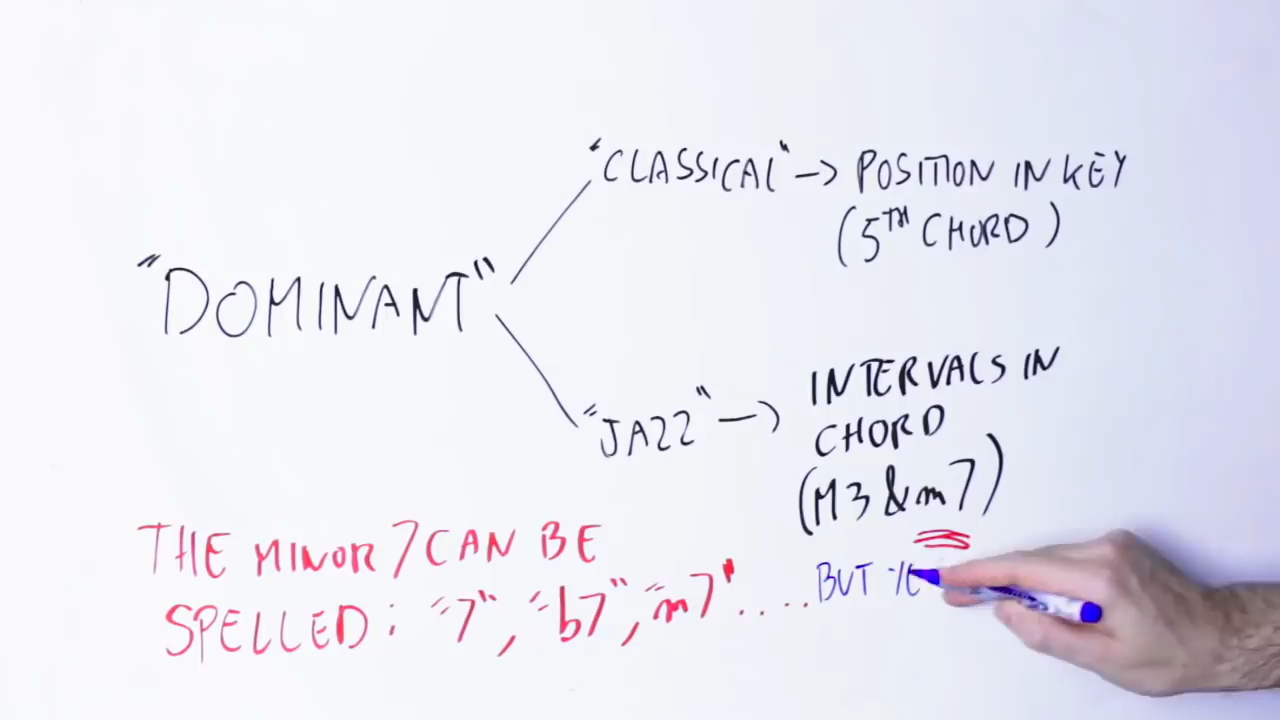 "CLASSICAL" -> POSITION IN KEY
(5TH CHORD)
"DOMINANT"
"JAZZ" -> INTERVALS IN
CHORD
(M3 & m7)
THE MINOR 7 CAN BE
SPELLED: "7", "b7", "m7" ....
BUT